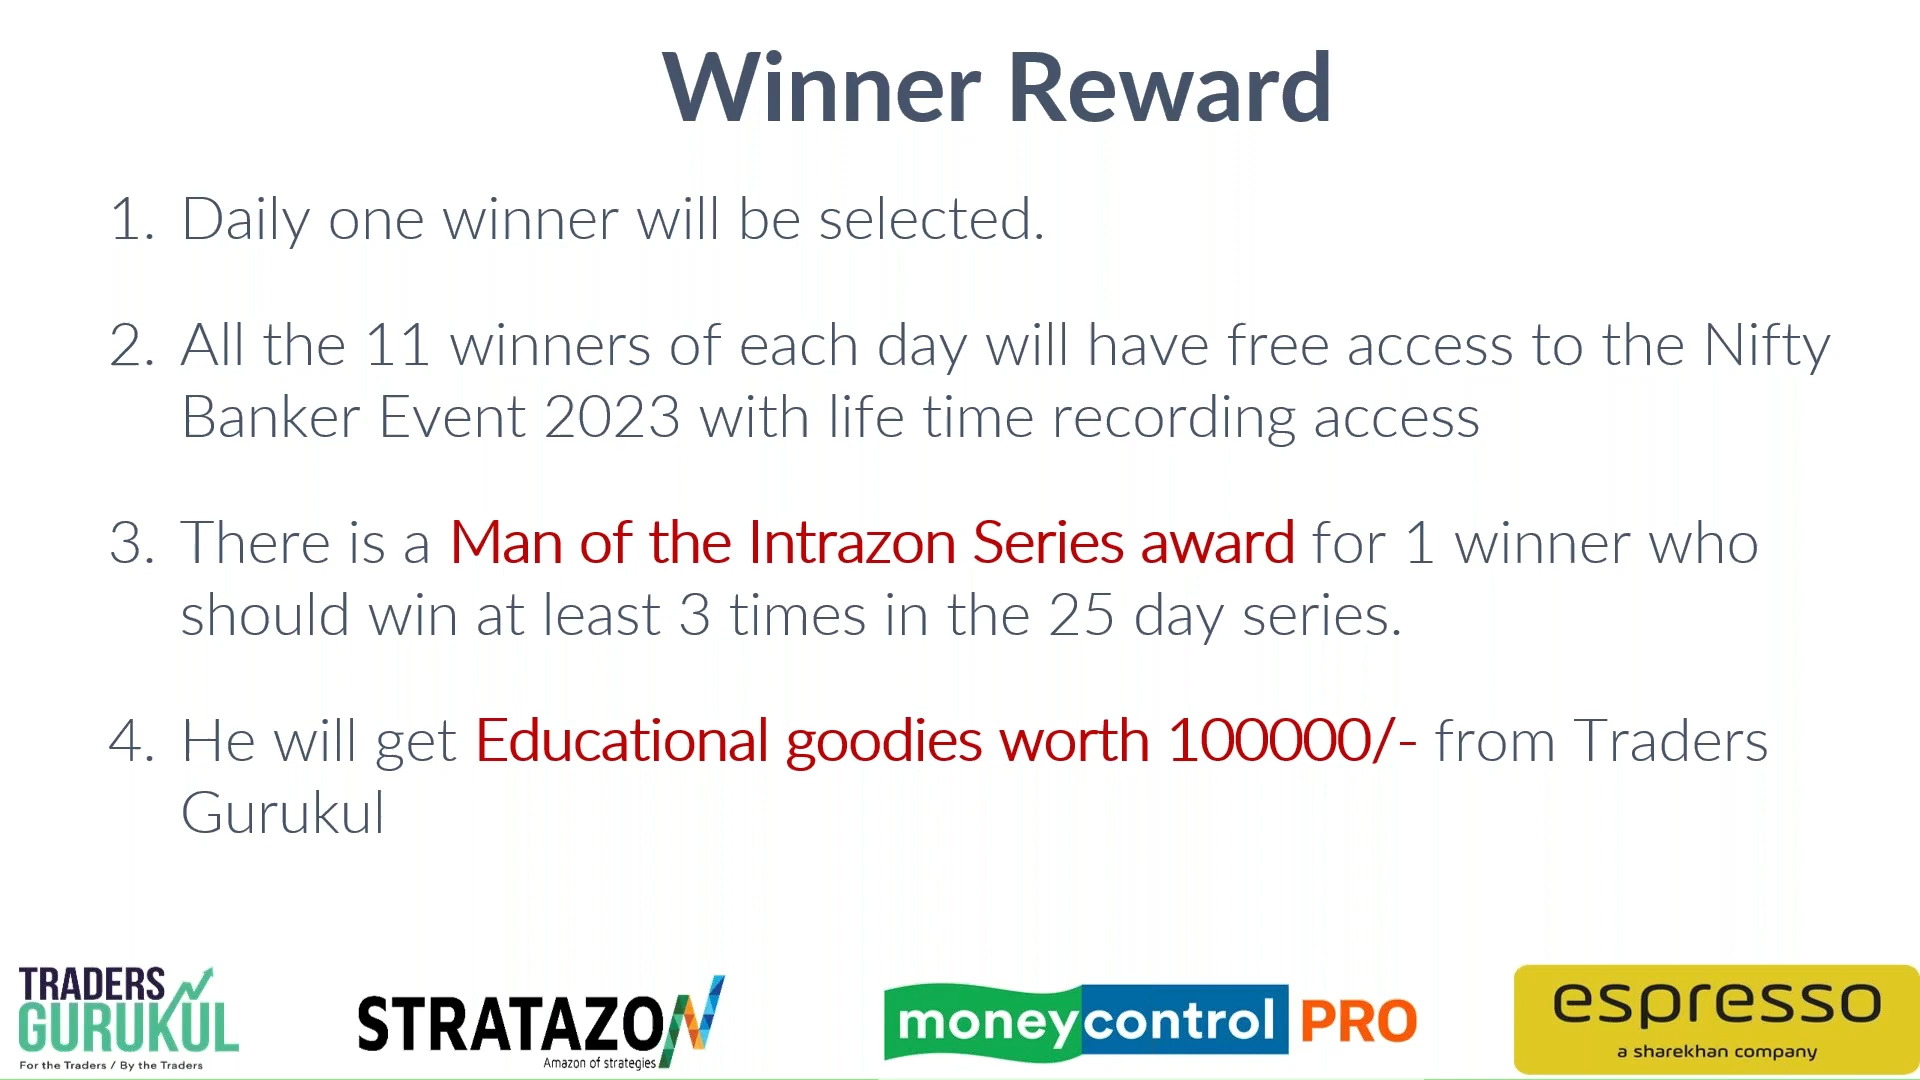 Winner Reward
1. Daily one winner will be selected.
2. All the 11 winners of each day will have free access to the Nifty
Banker Event 2023 with life time recording access
3. There is a Man of the Intrazon Series award for 1 winner who
should win at least 3 times in the 25 day series.
4. He will get Educational goodies worth 100000/- from Traders
Gurukul
TRADERS
GURUKUL
For the Traders / By the Traders
STRATAZON
Amazon of strategies
moneycontrol PRO
espresso
a sharekhan company